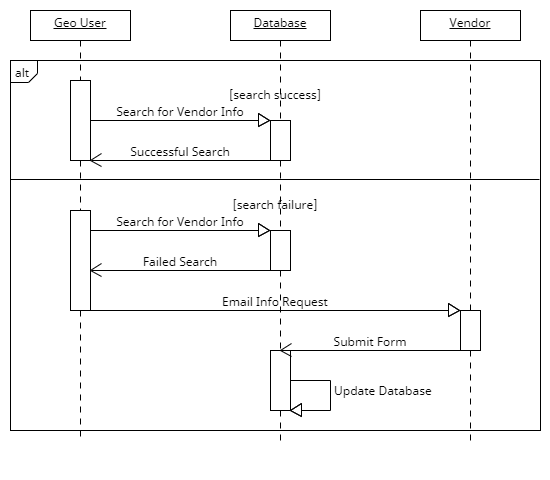 Geo User
Database
Vendor
alt
[search success]
Search for Vendor Info
Successful Search
[search failure]
Search for Vendor Info
Failed Search
Email Info Request
Submit Form
Update Database